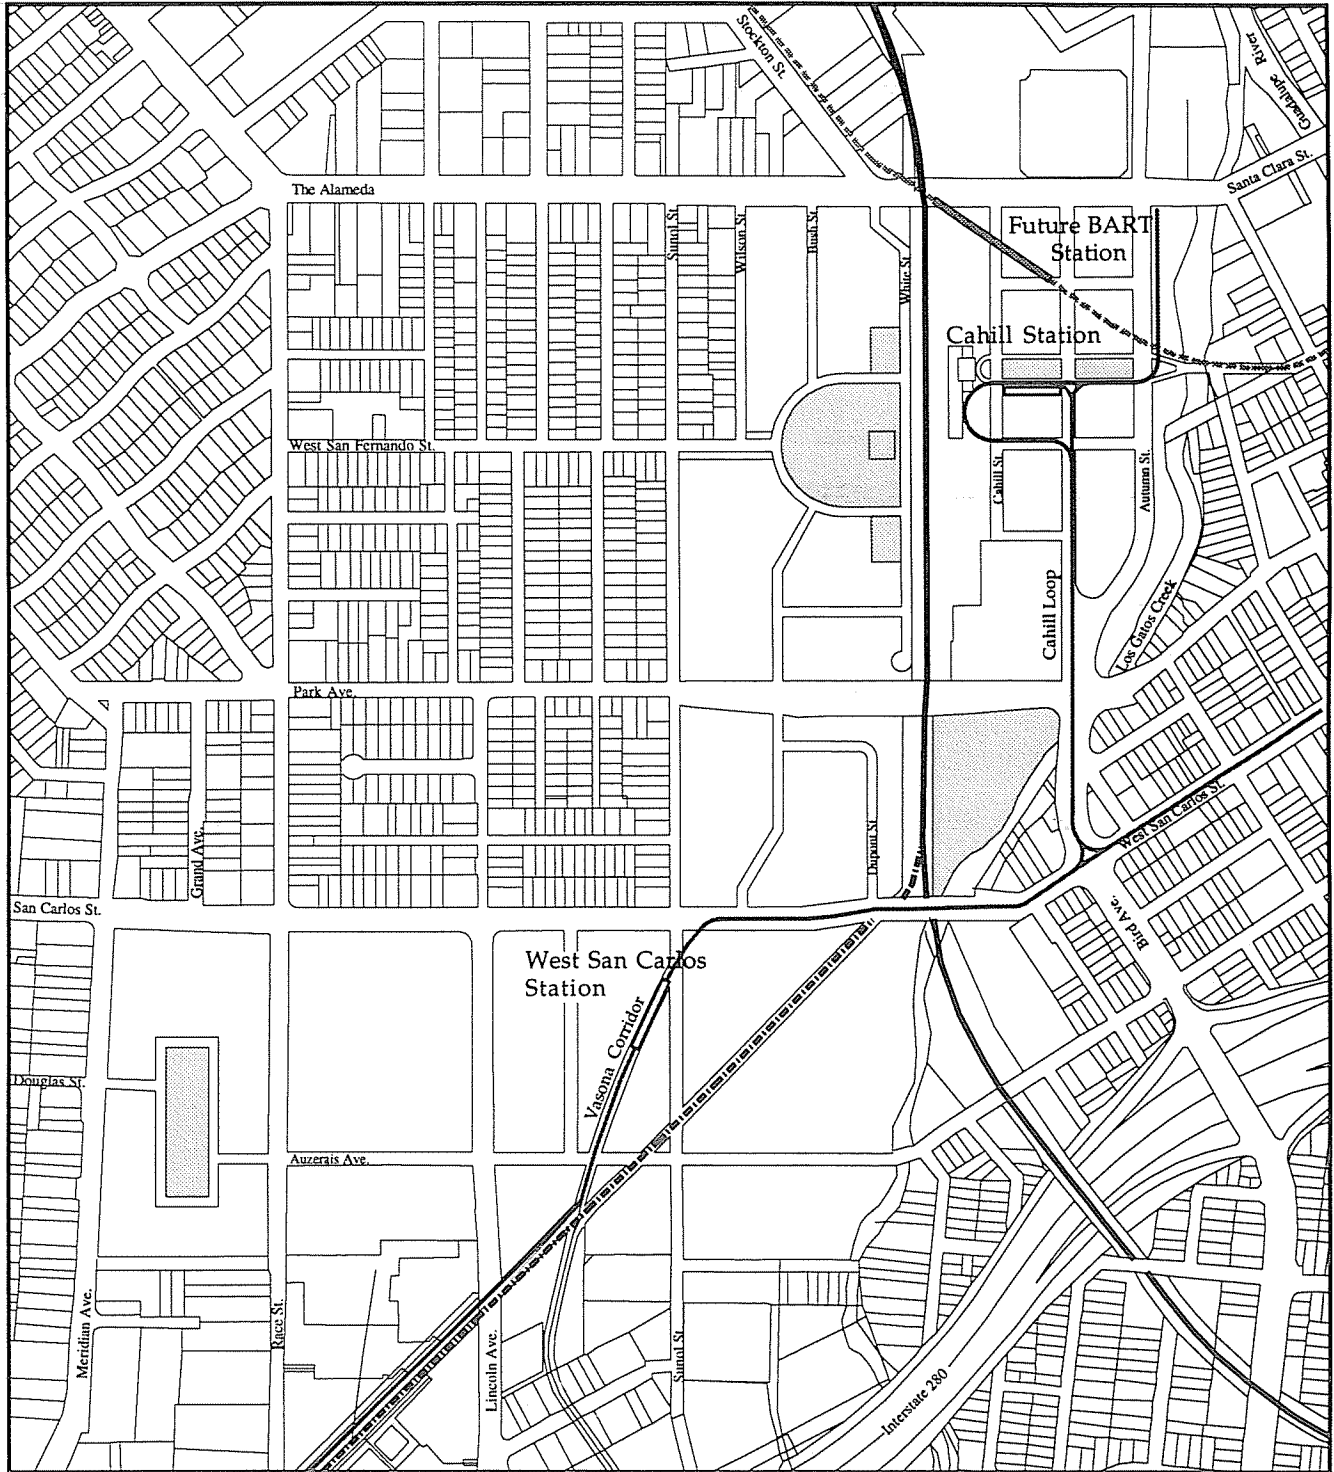 Stockton St.
Guadalupe River
Santa Clara St.
The Alameda
Sunol St.
Wilson St.
Bush St.
White St.
Future BART
Station
Cahill Station
West San Fernando St.
Cahill St.
Autumn St.
Cahill Loop
Los Gatos Creek
Park Ave.
Grand Ave.
Dupont St.
West San Carlos St.
San Carlos St.
Bird Ave.
West San Carlos
Station
Vasona Corridor
Douglas St.
Auzerais Ave.
Meridian Ave.
Race St.
Lincoln Ave.
Sunol St.
Interstate 280